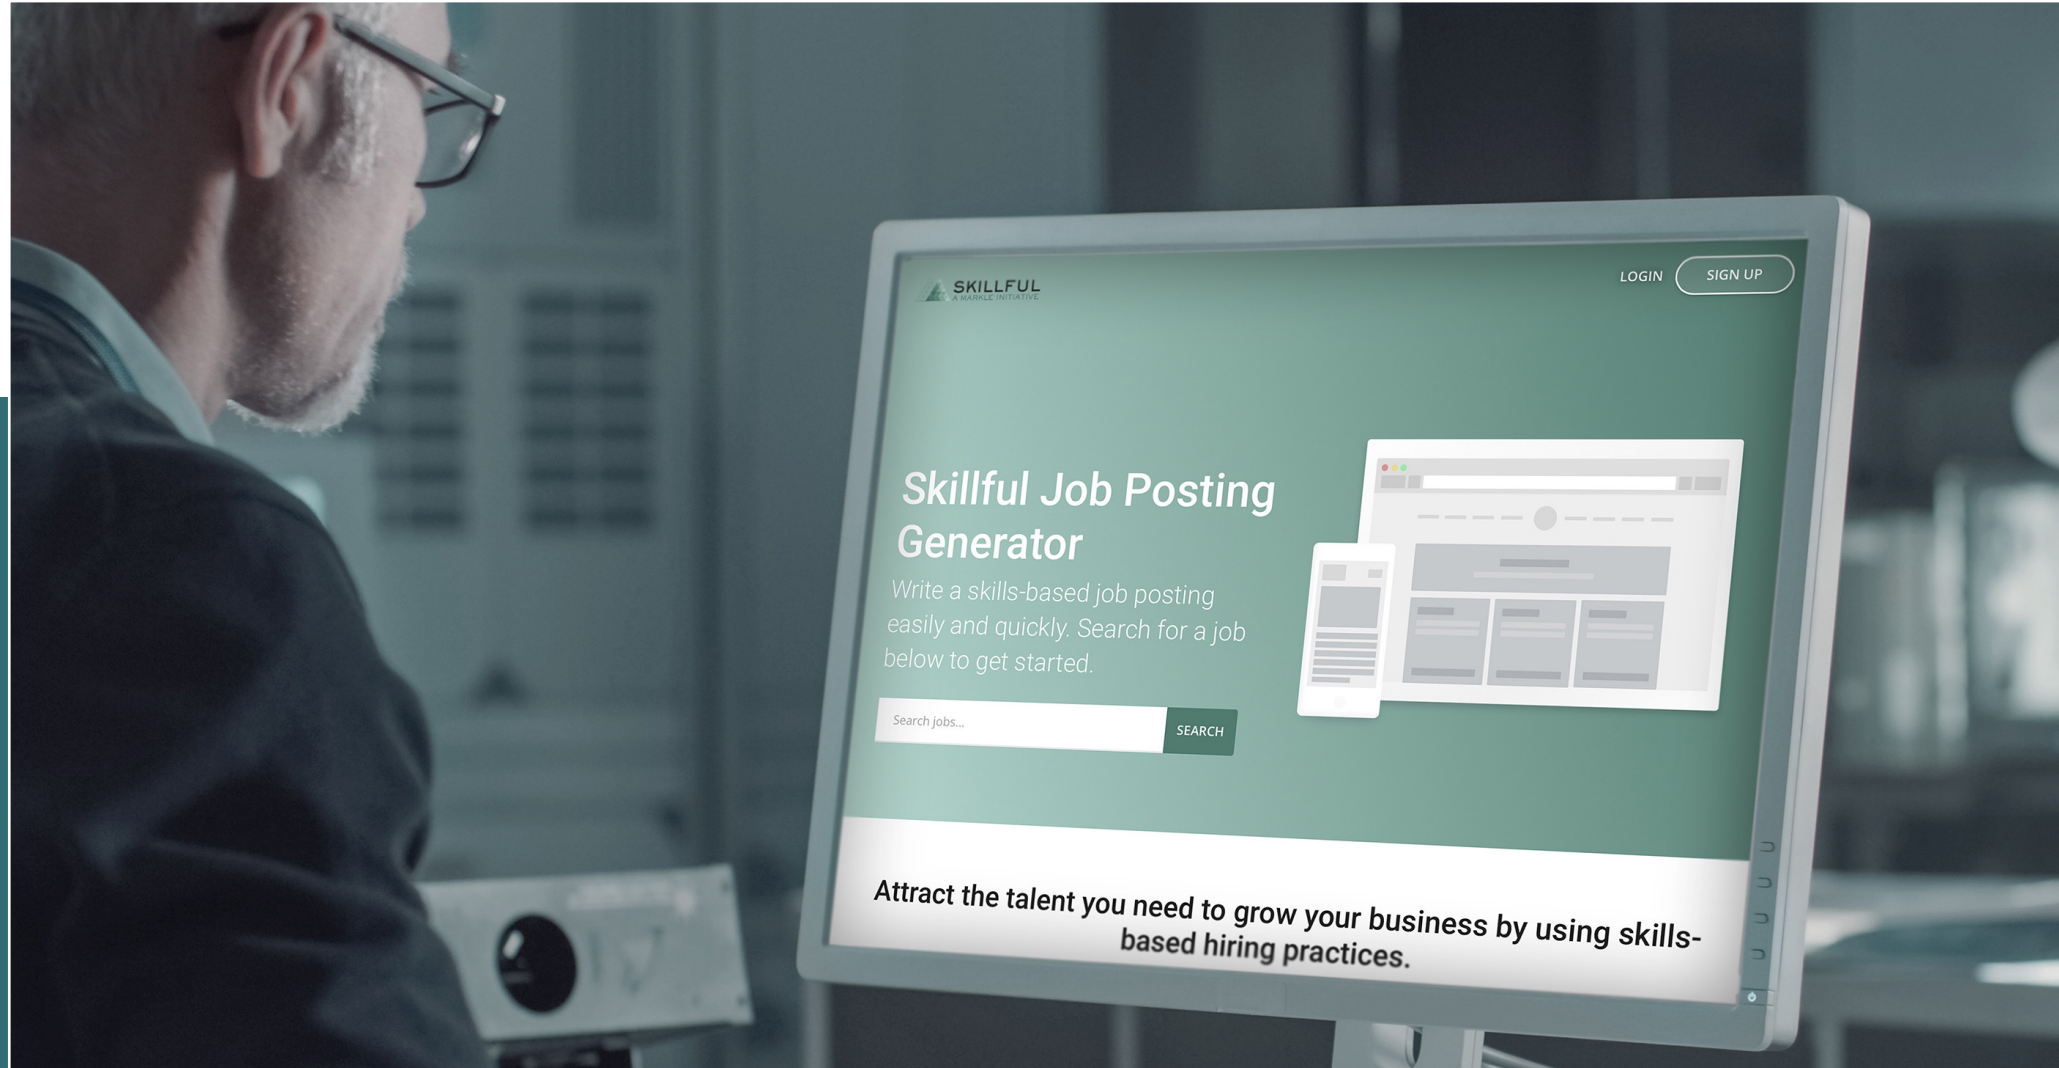 SKILLFUL
A MARKLE INITIATIVE
LOGIN
SIGN UP
Skillful Job Posting
Generator
Write a skills-based job posting
easily and quickly. Search for a job
below to get started.
Search jobs...
SEARCH
Attract the talent you need to grow your business by using skills-
based hiring practices.